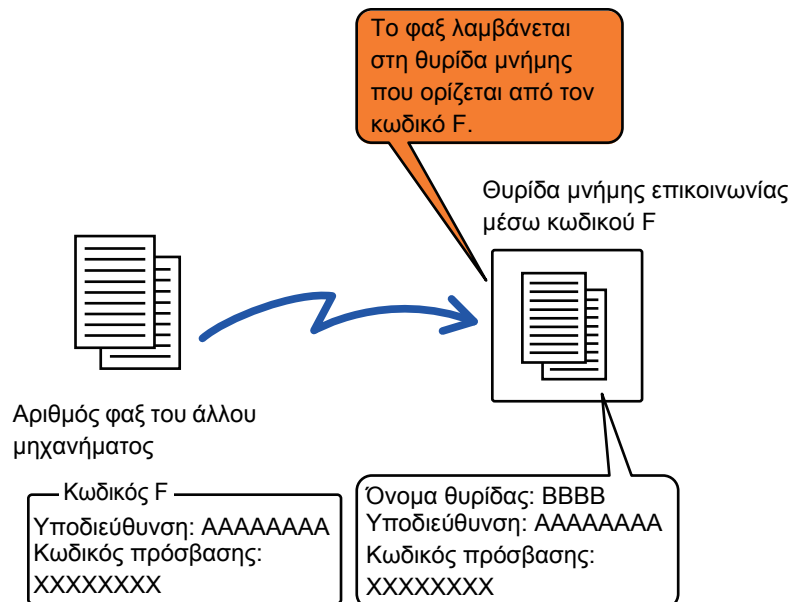 Το φαξ λαμβάνεται
στη θυρίδα μνήμης
που ορίζεται από τον
κωδικό F.
Θυρίδα μνήμης επικοινωνίας
μέσω κωδικού F
Αριθμός φαξ του άλλου
μηχανήματος
Κωδικός F
Υποδιεύθυνση: AAAAAAAA
Κωδικός πρόσβασης:
XXXXXXXX
Όνομα θυρίδας: BBBB
Υποδιεύθυνση: AAAAAAAA
Κωδικός πρόσβασης:
XXXXXXXX